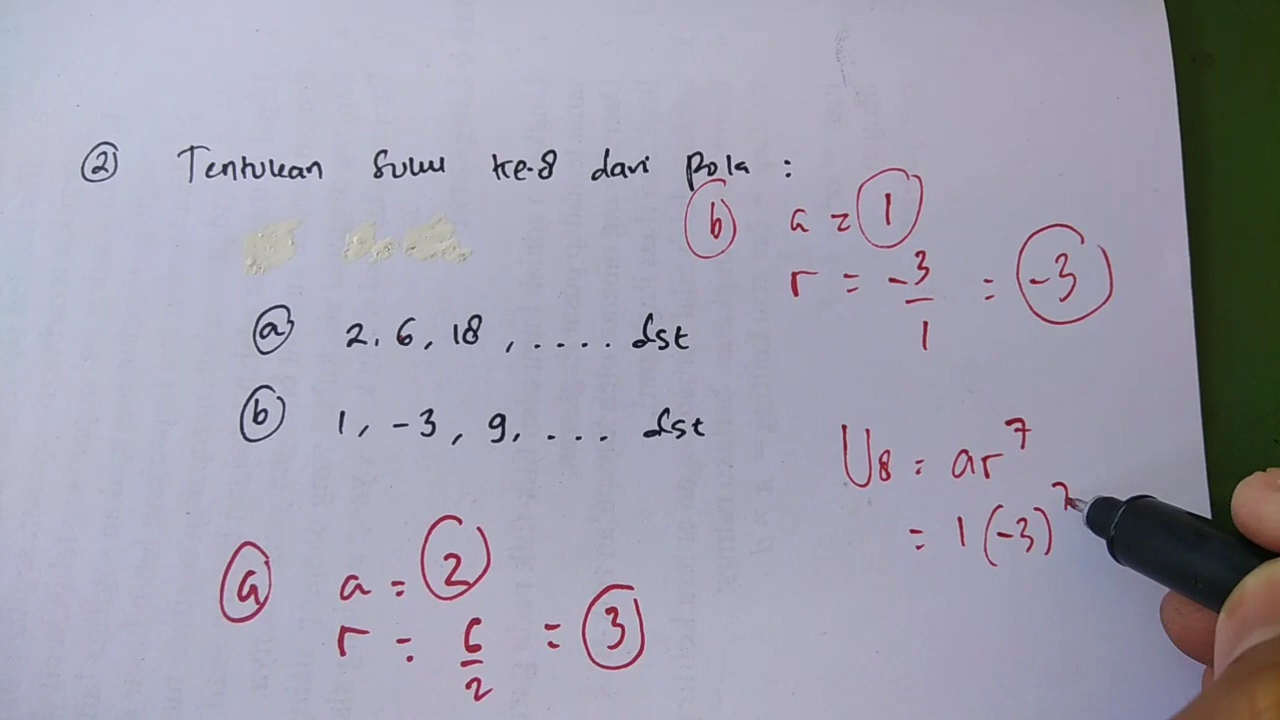 ② Tentukan suku ke-8 dari pola :
ⓐ 2, 6, 18, .... dst
ⓑ 1, -3, 9, .... dst
ⓐ a = 2
r = 6/2 = 3
ⓑ a = 1
r = -3/1 = -3
U8 = ar^7
= 1(-3)^7